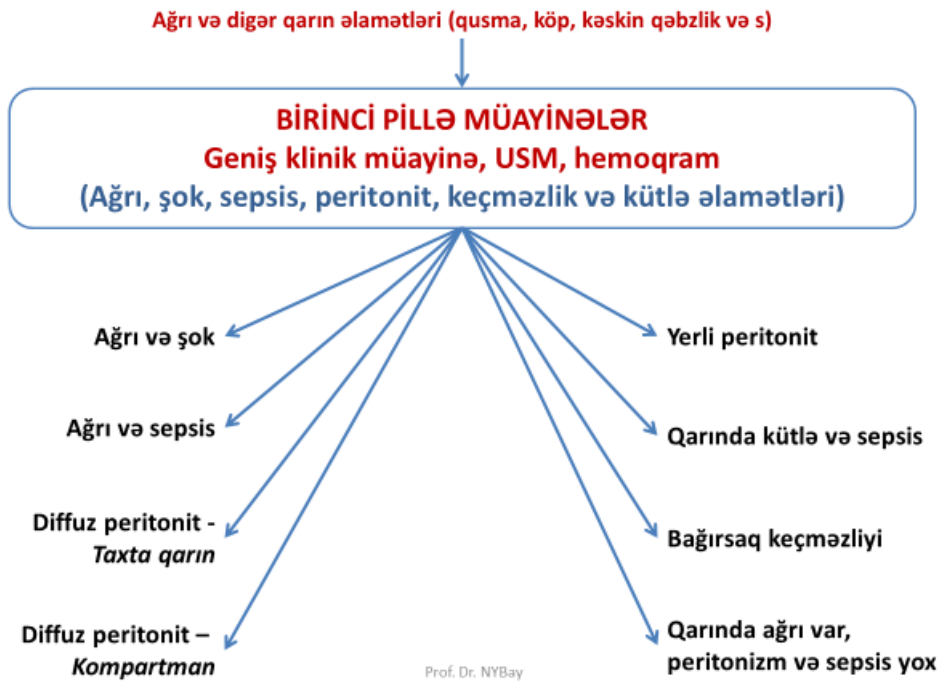 Ağrı və digər qarın əlamətləri (qusma, köp, kəskin qəbzlik və s)
BİRİNCİ PİLLƏ MÜAYİNƏLƏR
Geniş klinik müayinə, USM, hemoqram
(Ağrı, şok, sepsis, peritonit, keçməzlik və kütlə əlamətləri)
Ağrı və şok
Ağrı və sepsis
Diffuz peritonit -
Taxta qarın
Diffuz peritonit –
Kompartman
Yerli peritonit
Qarında kütlə və sepsis
Bağırsaq keçməzliyi
Qarında ağrı var,
peritonizm və sepsis yox
Prof. Dr. NYBay